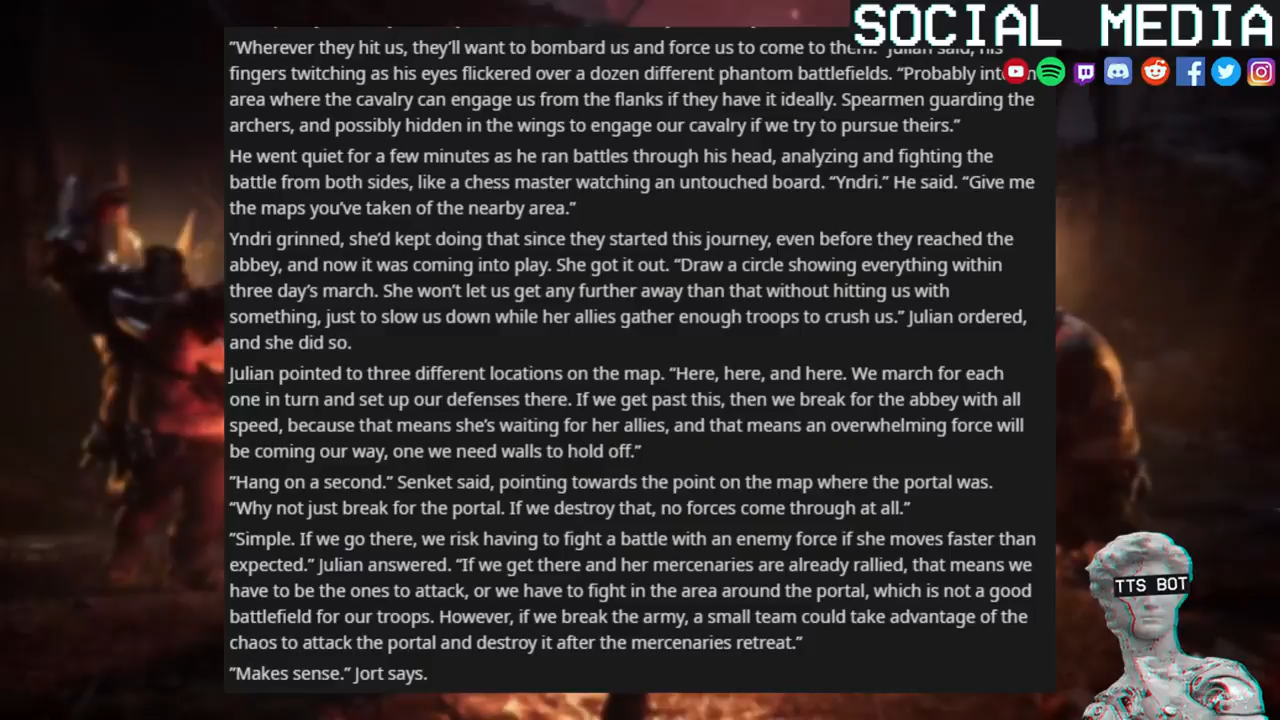 SOCIAL MEDIA
"Wherever they hit us, they'll want to bombard us and force us to come to them." Julian said, his
fingers twitching as his eyes flickered over a dozen different phantom battlefields. "Probably into an
area where the cavalry can engage us from the flanks if they have it ideally. Spearmen guarding the
archers, and possibly hidden in the wings to engage our cavalry if we try to pursue theirs."
He went quiet for a few minutes as he ran battles through his head, analyzing and fighting the
battle from both sides, like a chess master watching an untouched board. "Yndri." He said. "Give me
the maps you've taken of the nearby area."
Yndri grinned, she'd kept doing that since they started this journey, even before they reached the
abbey, and now it was coming into play. She got it out. "Draw a circle showing everything within
three day's march. She won't let us get any further away than that without hitting us with
something, just to slow us down while her allies gather enough troops to crush us." Julian ordered,
and she did so.
Julian pointed to three different locations on the map. "Here, here, and here. We march for each
one in turn and set up our defenses there. If we get past this, then we break for the abbey with all
speed, because that means she's waiting for her allies, and that means an overwhelming force will
be coming our way, one we need walls to hold off."
"Hang on a second." Senket said, pointing towards the point on the map where the portal was.
"Why not just break for the portal. If we destroy that, no forces come through at all."
"Simple. If we go there, we risk having to fight a battle with an enemy force if she moves faster than
expected." Julian answered. "If we get there and her mercenaries are already rallied, that means we
have to be the ones to attack, or we have to fight in the area around the portal, which is not a good
battlefield for our troops. However, if we break the army, a small team could take advantage of the
chaos to attack the portal and destroy it after the mercenaries retreat."
"Makes sense." Jort says.
TTS BOT